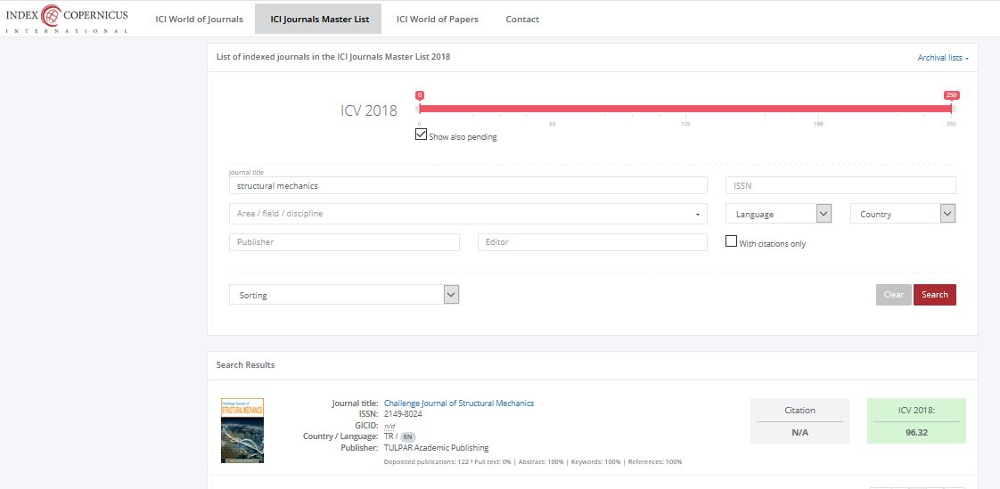 INDEX COPERNICUS
INTERNATIONAL
ICI World of Journals
ICI Journals Master List
ICI World of Papers
Contact
List of indexed journals in the ICI Journals Master List 2018
Archival lists
0
250
ICV 2018
0 63 125 188 250
Show also pending
Journal title
structural mechanics
ISSN
Area / field / discipline
Language
Country
Publisher
Editor
With citations only
Sorting
Clear
Search
Search Results
Challenge Journal of
STRUCTURAL MECHANICS
Journal title: Challenge Journal of Structural Mechanics
ISSN: 2149-8024
GICID: n/d
Country / Language: TR / EN
Publisher: TULPAR Academic Publishing
Deposited publications: 122 > Full text: 0% | Abstract: 100% | Keywords: 100% | References: 100%
Citation
N/A
ICV 2018:
96.32